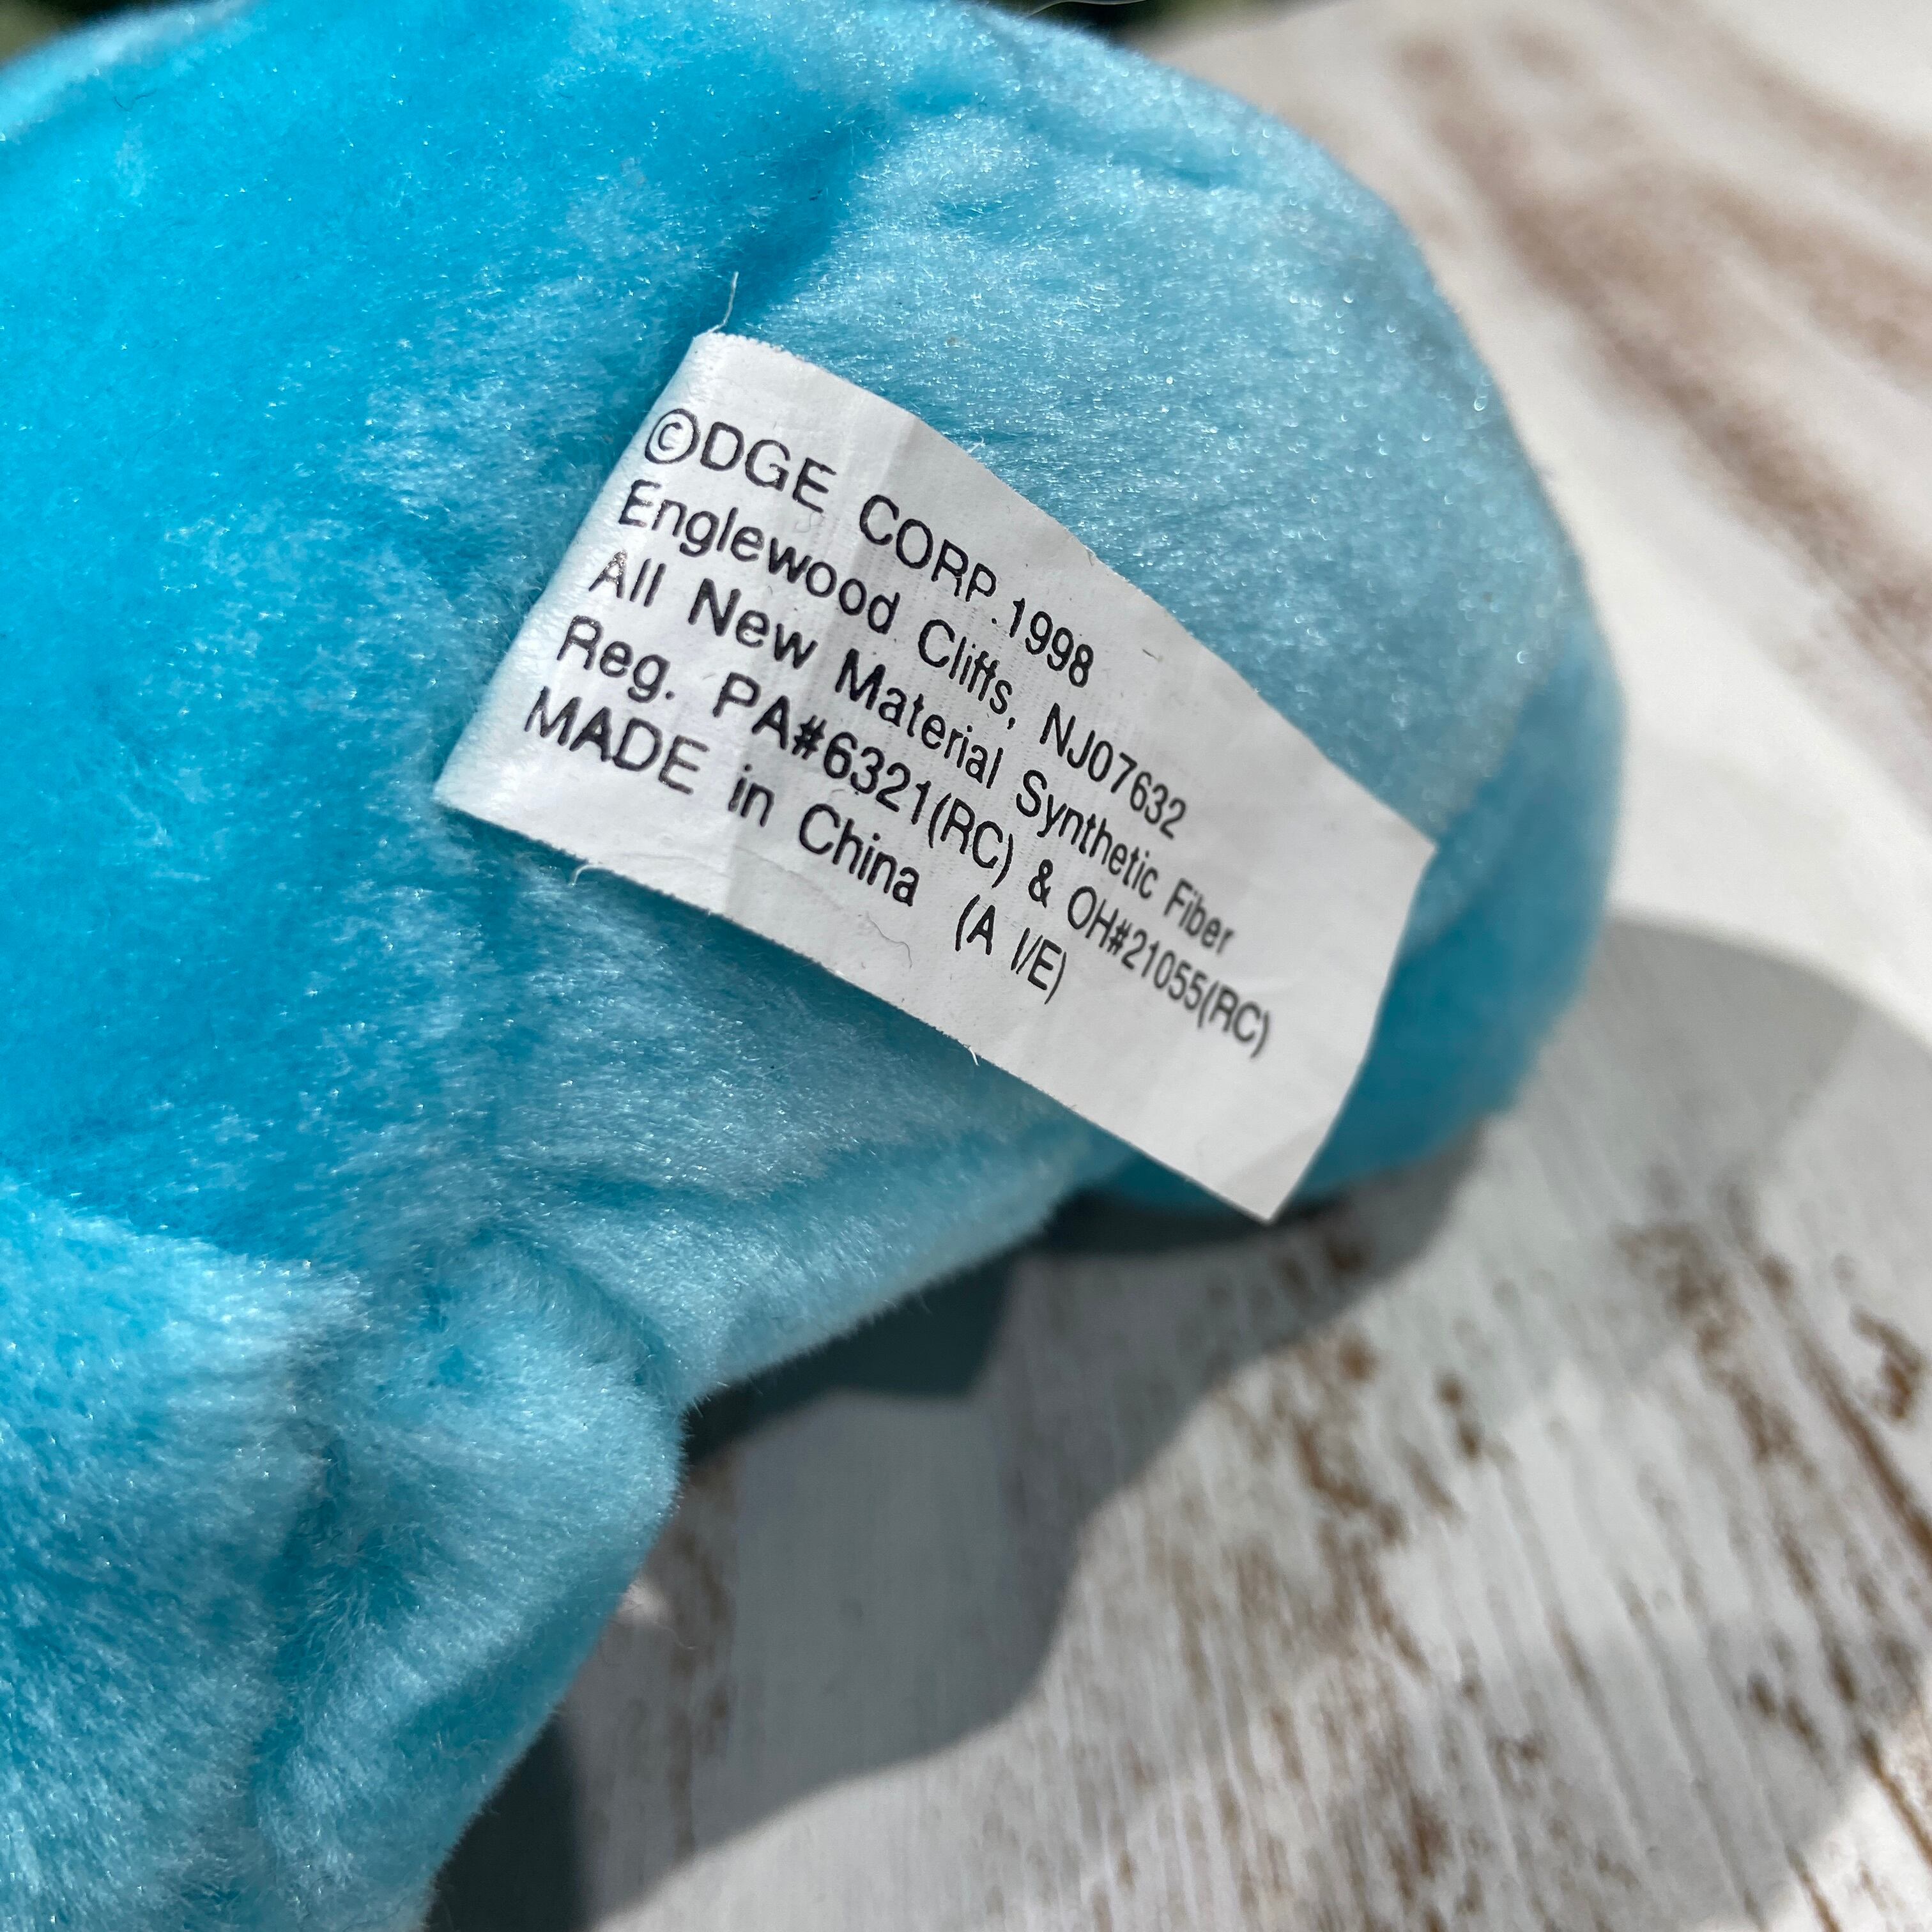 ©DGE CORP.1998
Englewood Cliffs, NJ07632
All New Material Synthetic Fiber
Reg. PA#6321(RC) & OH#21055(RC)
MADE in China (A I/E)